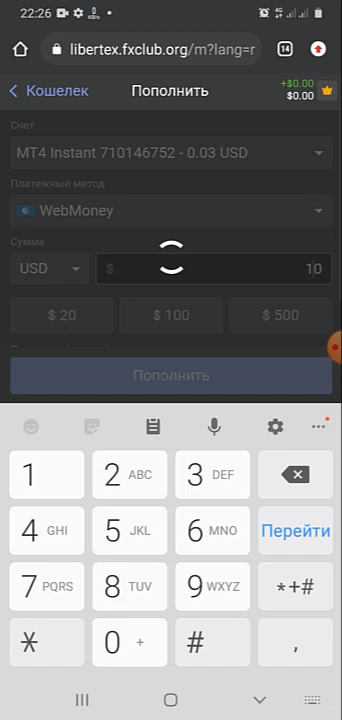 22:26
0
KB/s
libertex.fxclub.org/m?lang=r
14
Кошелек
Пополнить
+$0.00
$0.00
Счет
MT4 Instant 710146752 - 0.03 USD
Платежный метод
WebMoney
Сумма
USD
$
10
$ 20
$ 100
$ 500
Пополнить
1
2 ABC
3 DEF
4 GHI
5 JKL
6 MNO
Перейти
7 PQRS
8 TUV
9 WXYZ
*+#
0 +
#
,